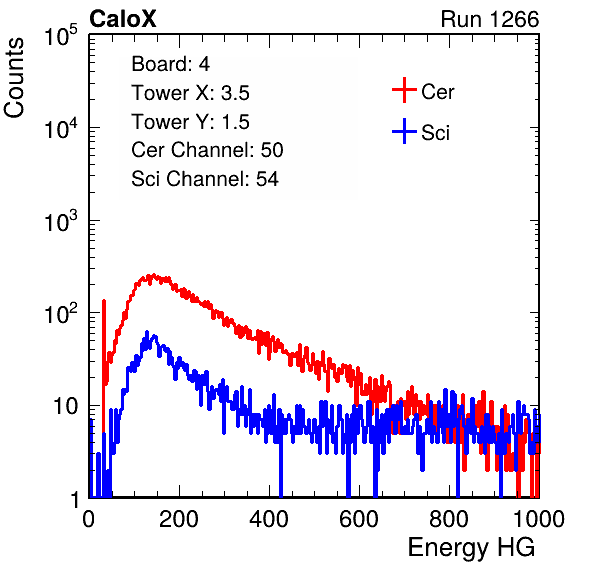 CaloX Run 1266
Counts
10^5
10^4
10^3
10^2
10
1
Board: 4
Tower X: 3.5
Tower Y: 1.5
Cer Channel: 50
Sci Channel: 54
Cer
Sci
0 200 400 600 800 1000
Energy HG